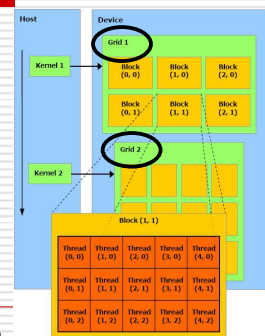 Host
Device
Grid 1
Kernel 1
Block Block Block
(0, 0) (1, 0) (2, 0)
Block Block Block
(0, 1) (1, 1) (2, 1)
Grid 2
Kernel 2
Block (1, 1)
Thread Thread Thread Thread Thread
(0, 0) (1, 0) (2, 0) (3, 0) (4, 0)
Thread Thread Thread Thread Thread
(0, 1) (1, 1) (2, 1) (3, 1) (4, 1)
Thread Thread Thread Thread Thread
(0, 2) (1, 2) (2, 2) (3, 2) (4, 2)